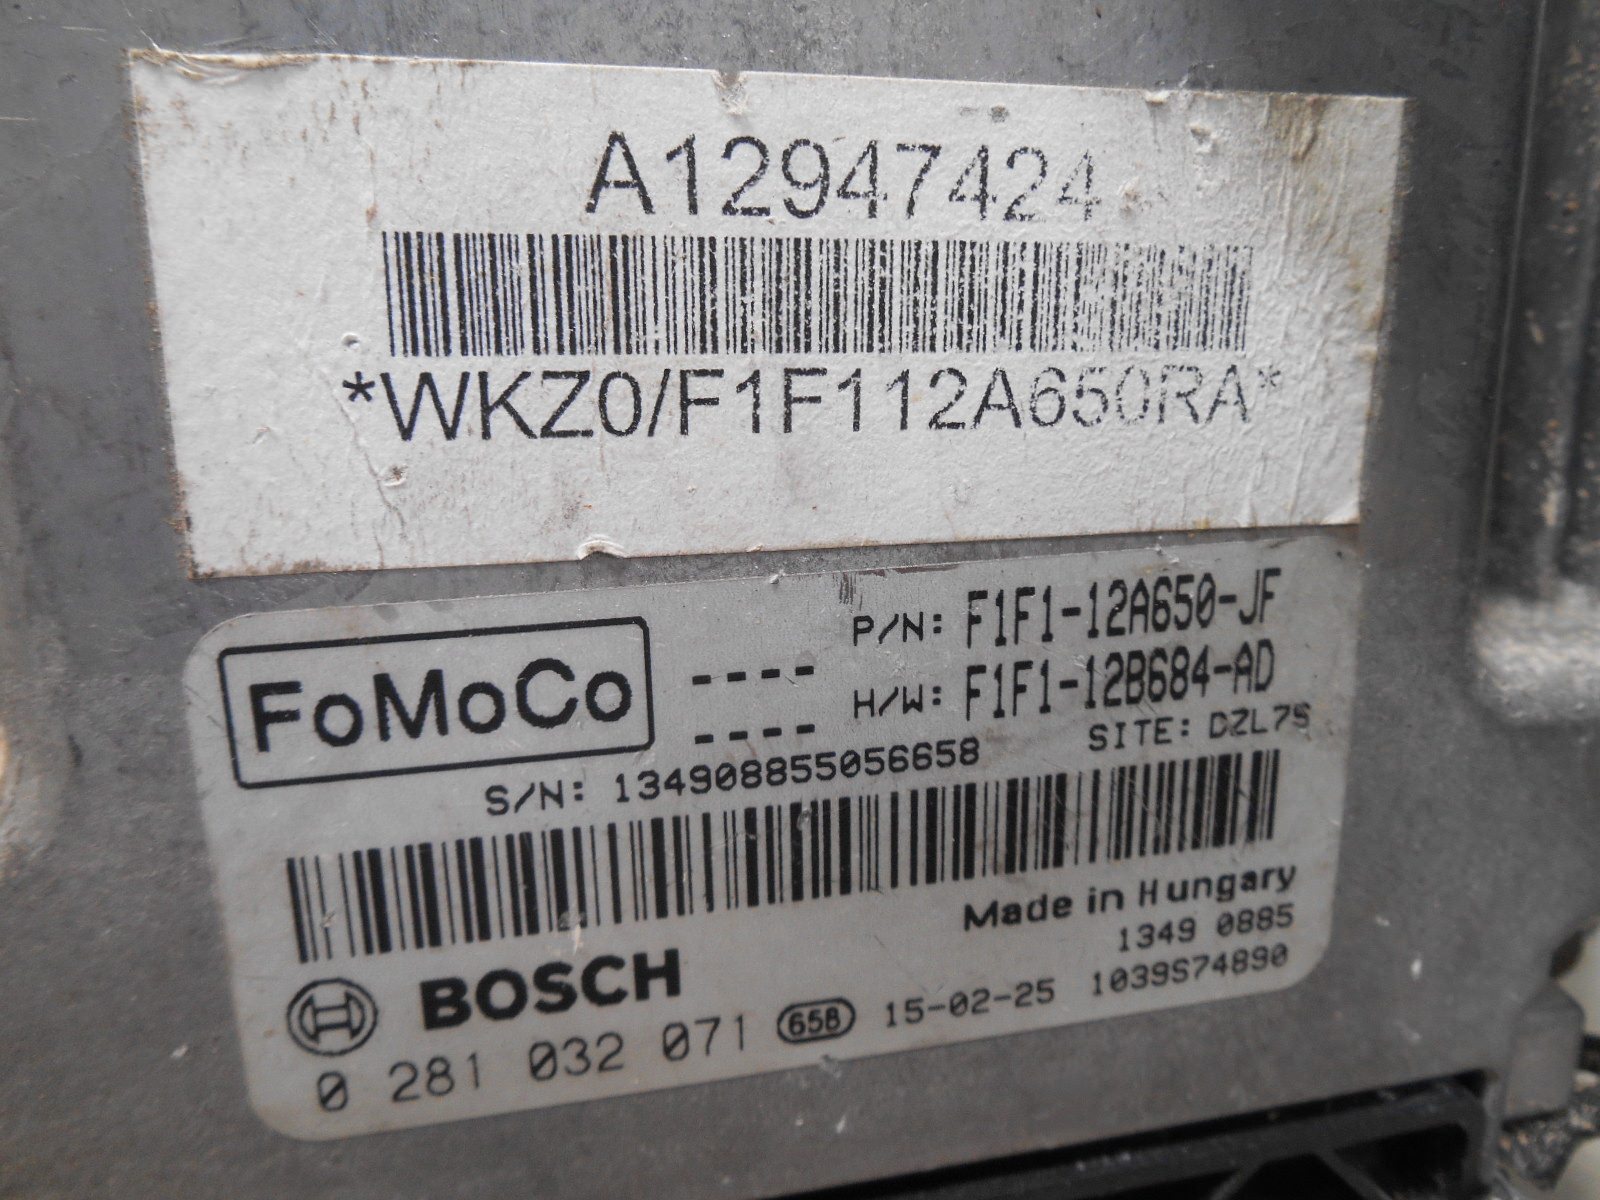 A12947424
*WKZ0/F1F112A650RA*
FoMoCo
---- P/N: F1F1-12A650-JF
---- H/W: F1F1-12B684-AD
S/N: 134908855056658 SITE: DZL75
Made in Hungary
1349 0885
BOSCH
0 281 032 071 658 15-02-25 1039S74890